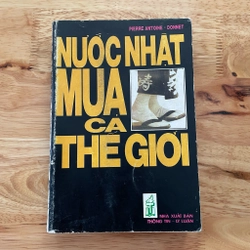 PIERRE ANTOINE - DONNET
NƯỚC NHẬT
MUA
CẢ
THẾ GIỚI
NHÀ XUẤT BẢN
THÔNG TIN - LÝ LUẬN